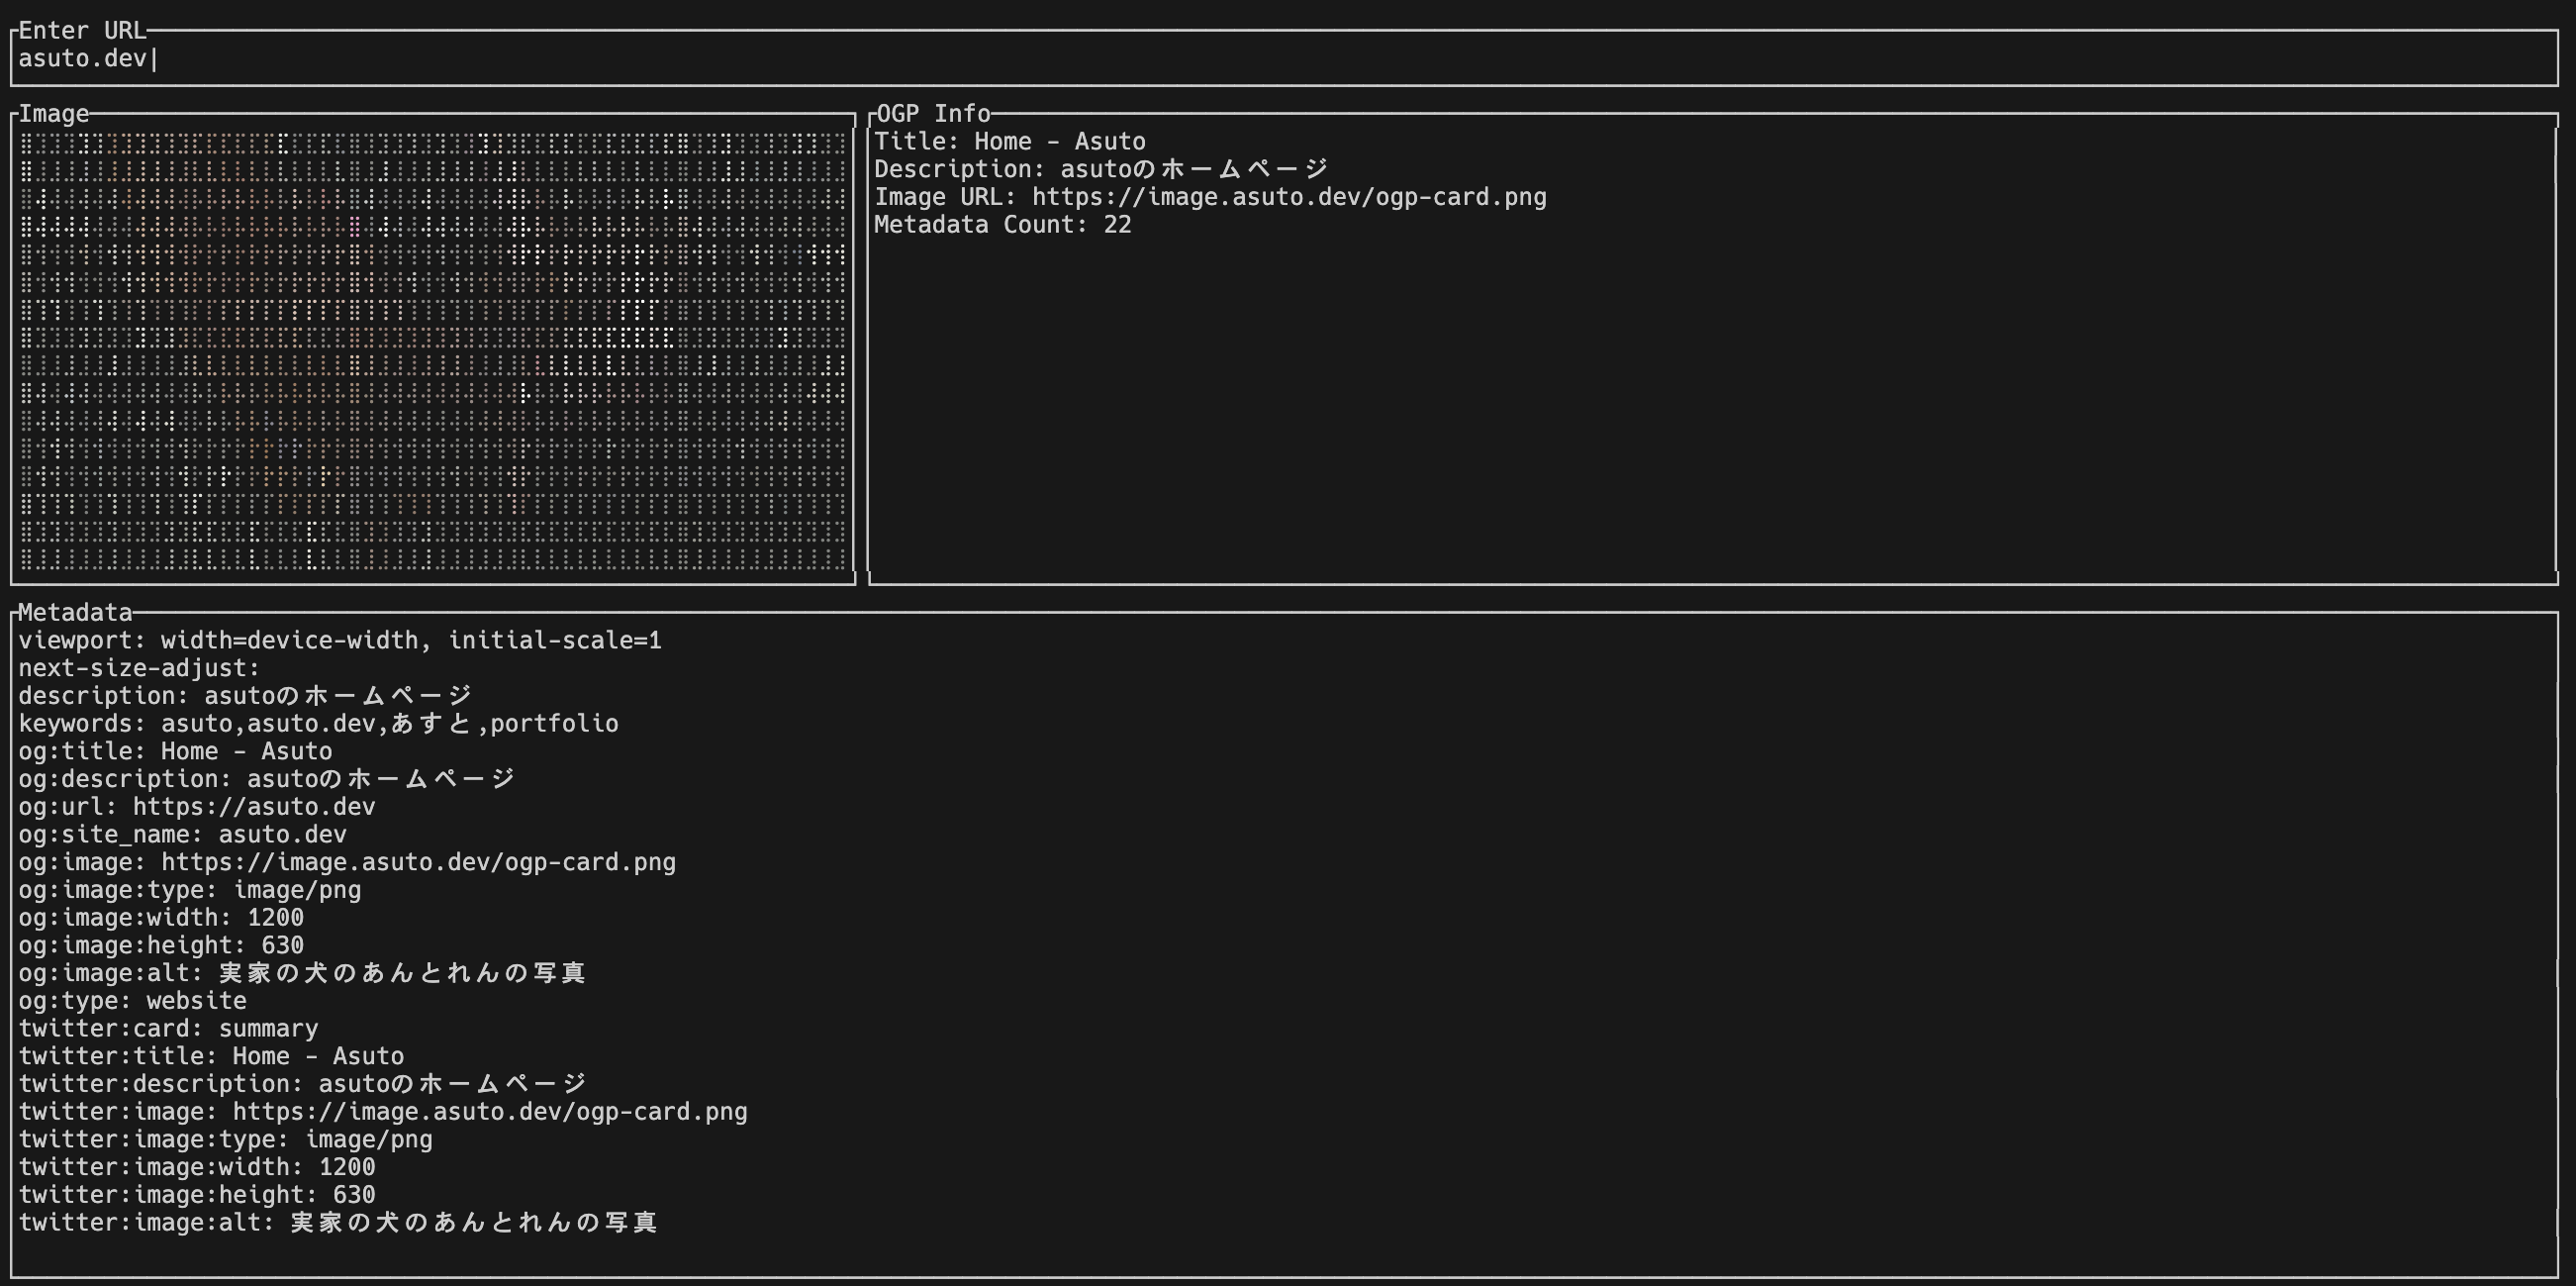 Enter URL
asuto.dev
Image
OGP Info
Title: Home - Asuto
Description: asutoのホームページ
Image URL: https://image.asuto.dev/ogp-card.png
Metadata Count: 22
Metadata
viewport: width=device-width, initial-scale=1
next-size-adjust:
description: asutoのホームページ
keywords: asuto,asuto.dev,あすと,portfolio
og:title: Home - Asuto
og:description: asutoのホームページ
og:url: https://asuto.dev
og:site_name: asuto.dev
og:image: https://image.asuto.dev/ogp-card.png
og:image:type: image/png
og:image:width: 1200
og:image:height: 630
og:image:alt: 実家の犬のあんとれんの写真
og:type: website
twitter:card: summary
twitter:title: Home - Asuto
twitter:description: asutoのホームページ
twitter:image: https://image.asuto.dev/ogp-card.png
twitter:image:type: image/png
twitter:image:width: 1200
twitter:image:height: 630
twitter:image:alt: 実家の犬のあんとれんの写真